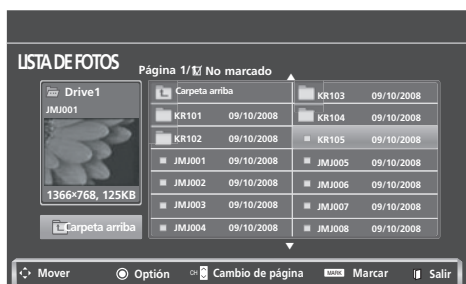 LISTA DE FOTOS
Página 1/1 No marcado
Drive1
JMJ001
1366×768, 125KB
Carpeta arriba
Carpeta arriba
KR101 09/10/2008
KR102 09/10/2008
JMJ001 09/10/2008
JMJ002 09/10/2008
JMJ003 09/10/2008
JMJ004 09/10/2008
KR103 09/10/2008
KR104 09/10/2008
KR105 09/10/2008
JMJ005 09/10/2008
JMJ006 09/10/2008
JMJ007 09/10/2008
JMJ008 09/10/2008
Mover Opción CH Cambio de página MARK Marcar Salir